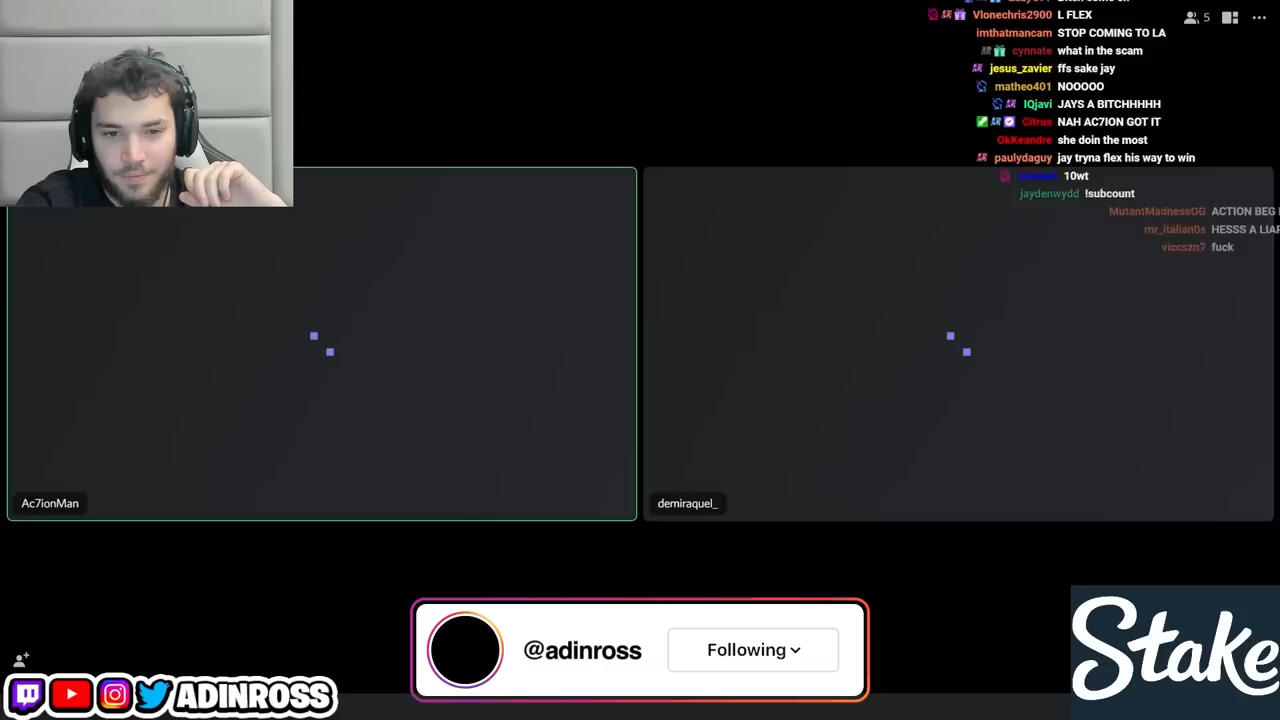 Vlonechris2900 L FLEX
5
imthatmancam STOP COMING TO LA
cynnate what in the scam
jesus_zavier ffs sake jay
matheo401 NOOOOO
IQjavi JAYS A BITCHHHHH
Citrus NAH AC7ION GOT IT
OkKeandre she doin the most
paulydaguy jay tryna flex his way to win
10wt
jaydenwydd !subcount
MutantMadnessOG ACTION BEG
mr_italian0s HESSS A LIAR
viccszn7 fuck
Ac7ionMan
demiraquel_
@adinross
Following
ADINROSS
Stake